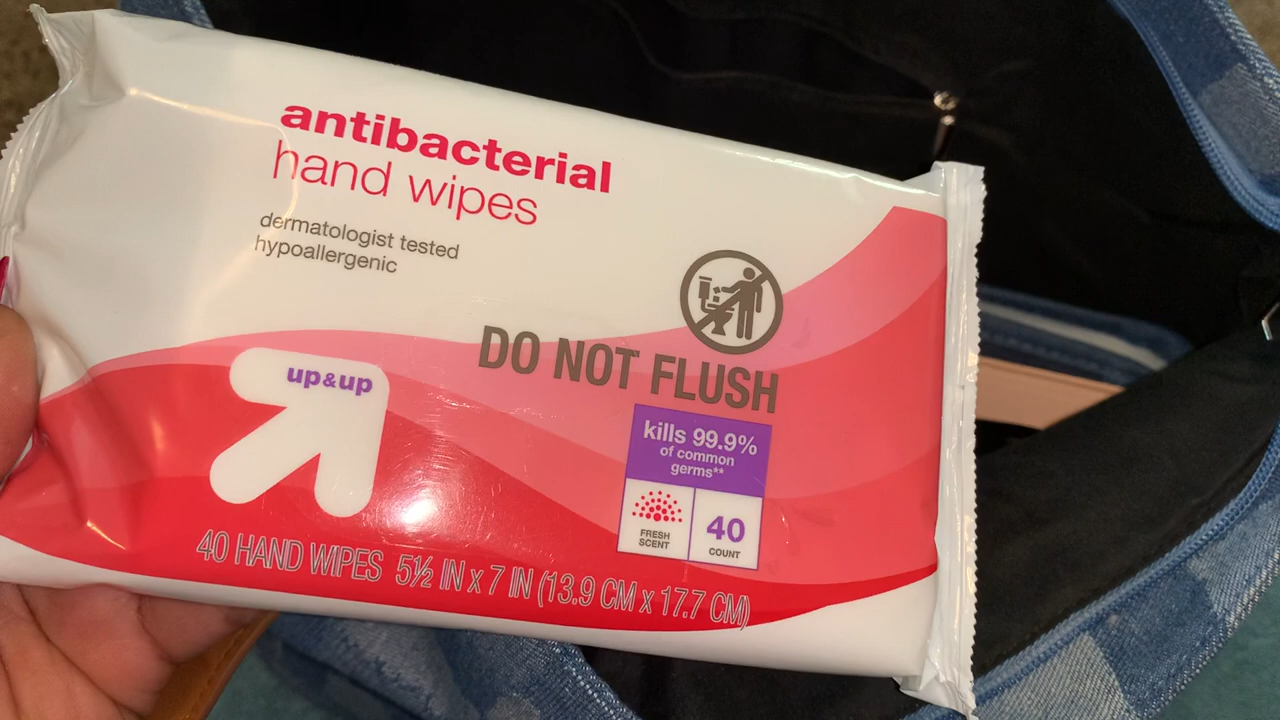 antibacterial
hand wipes
dermatologist tested
hypoallergenic
DO NOT FLUSH
up&up
kills 99.9%
of common
germs**
FRESH
SCENT
40
COUNT
40 HAND WIPES 5½ IN x 7 IN (13.9 CM x 17.7 CM)